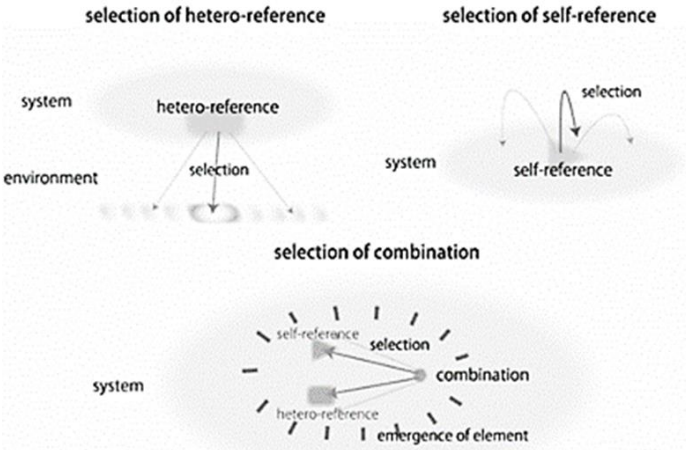 selection of hetero-reference
system
hetero-reference
environment
selection
selection of self-reference
selection
system
self-reference
selection of combination
self-reference
selection
system
combination
hetero-reference
emergence of element